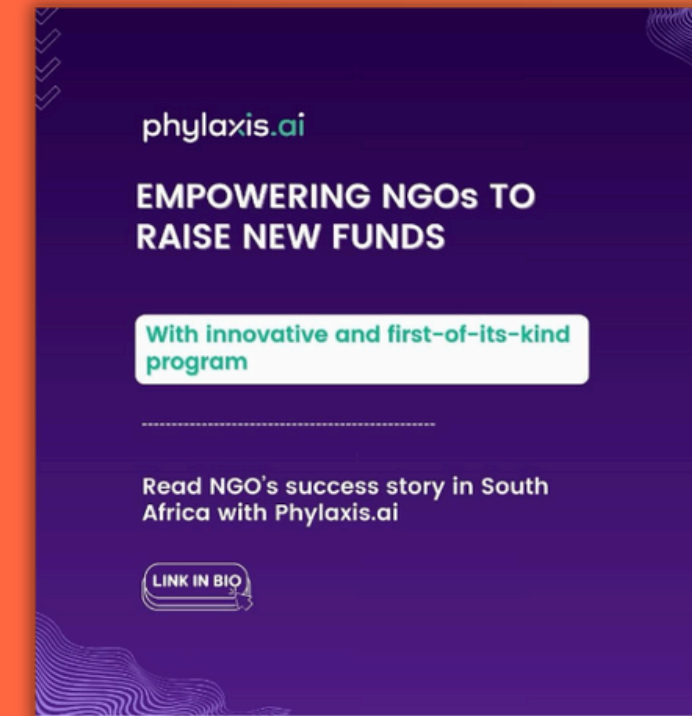 phylaxis.ai
EMPOWERING NGOs TO
RAISE NEW FUNDS
With innovative and first-of-its-kind
program
Read NGO's success story in South
Africa with Phylaxis.ai
LINK IN BIO